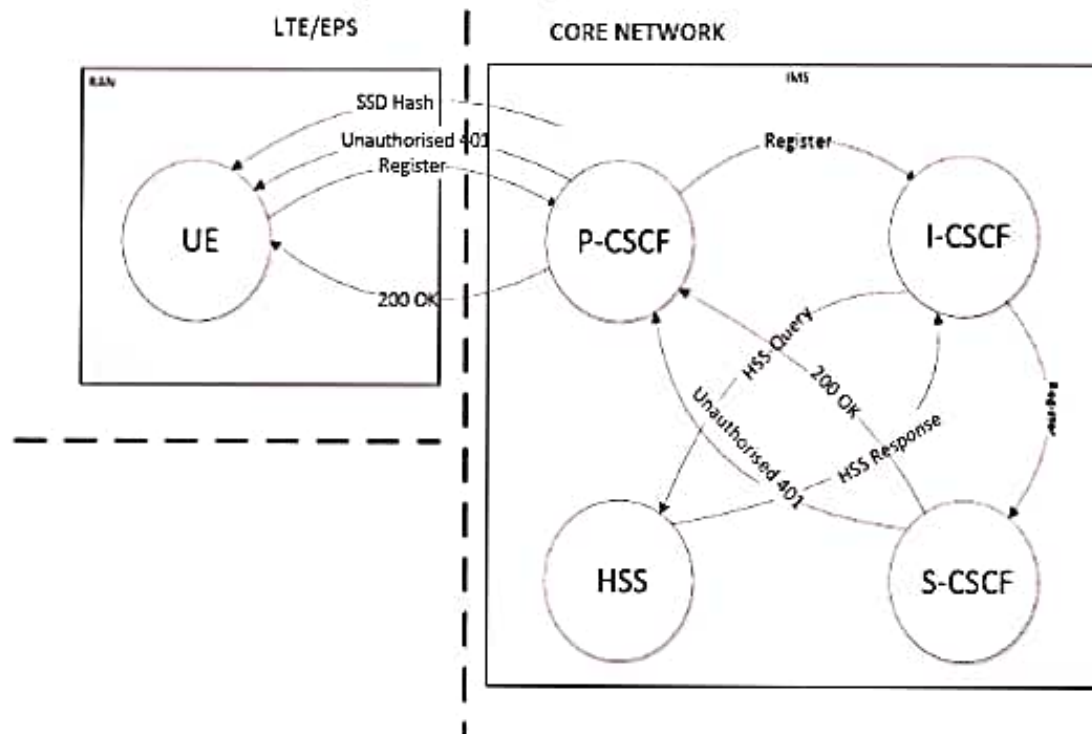 LTE/EPS
CORE NETWORK
RAN
IMS
SSD Hash
Unauthorised 401
Register
Register
UE
P-CSCF
I-CSCF
200 OK
HSS-Query
200 OK
Register
Unauthorised 401
HSS Response
HSS
S-CSCF